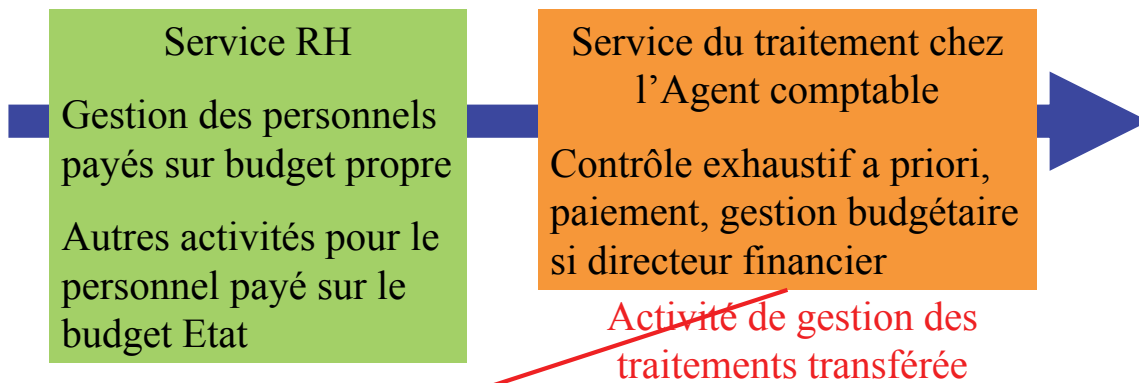 Service RH
Gestion des personnels
payés sur budget propre
Autres activités pour le
personnel payé sur le
budget Etat
Service du traitement chez
l’Agent comptable
Contrôle exhaustif a priori,
paiement, gestion budgétaire
si directeur financier
Activité de gestion des
traitements transférée